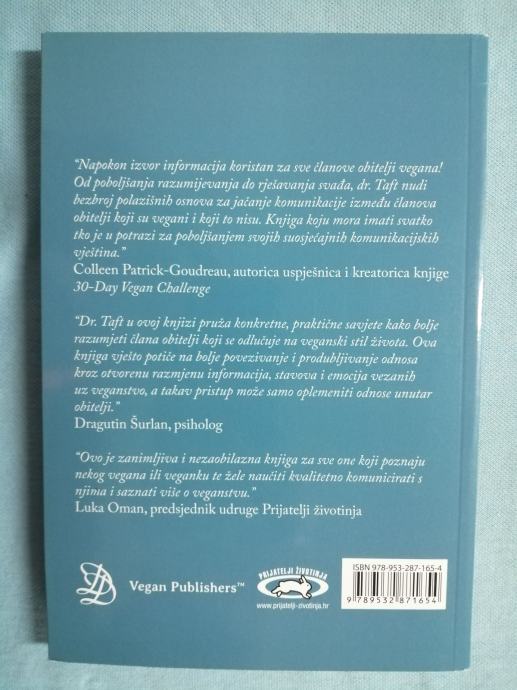 “Napokon izvor informacija koristan za sve članove obitelji vegana!
Od poboljšanja razumijevanja do rješavanja svađa, dr. Taft nudi
bezbroj polazišnih osnova za jačanje komunikacije između članova
obitelji koji su vegani i koji to nisu. Knjiga koju mora imati svatko
tko je u potrazi za poboljšanjem svojih suosjećajnih komunikacijskih
vještina.”
Colleen Patrick-Goudreau, autorica uspješnica i kreatorica knjige
30-Day Vegan Challenge
“Dr. Taft u ovoj knjizi pruža konkretne, praktične savjete kako bolje
razumjeti člana obitelji koji se odlučuje na veganski stil života. Ova
knjiga vješto potiče na bolje povezivanje i produbljivanje odnosa
kroz otvorenu razmjenu informacija, stavova i emocija vezanih
uz veganstvo, a takav pristup može samo oplemeniti odnose unutar
obitelji.”
Dragutin Šurlan, psiholog
“Ovo je zanimljiva i nezaobilazna knjiga za sve one koji poznaju
nekog vegana ili veganku te žele naučiti kvalitetno komunicirati s
njima i saznati više o veganstvu.”
Luka Oman, predsjednik udruge Prijatelji životinja
Vegan Publishers™
PRIJATELJI ŽIVOTINJA
www.prijatelji-zivotinja.hr
ISBN 978-953-287-165-4
9 789532 871654